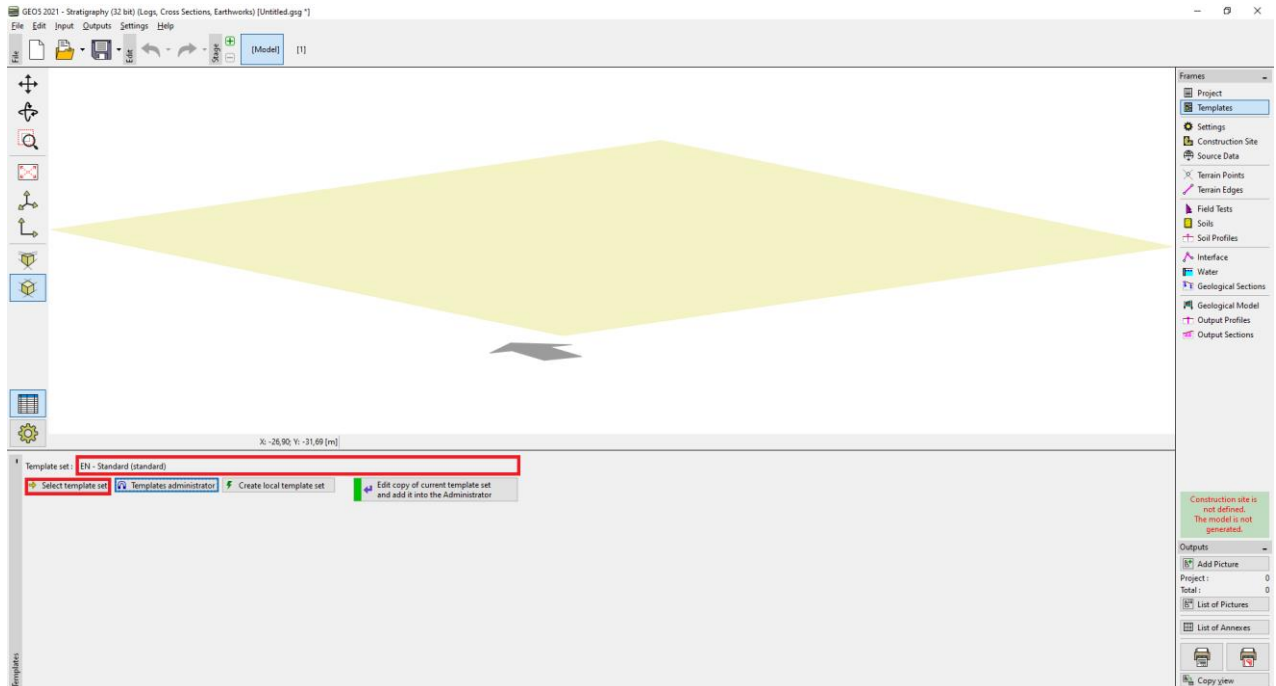 GEO5 2021 - Stratigraphy (32 bit) (Logs, Cross Sections, Earthworks) [Untitled.gsg *]
File Edit Input Outputs Settings Help
File
Edit
Stage
[Model] [1]
Frames
Project
Templates
Settings
Construction Site
Source Data
Terrain Points
Terrain Edges
Field Tests
Soils
Soil Profiles
Interface
Water
Geological Sections
Geological Model
Output Profiles
Output Sections
X: -26,90; Y: -31,69 [m]
Template set : EN - Standard (standard)
Select template set Templates administrator Create local template set Edit copy of current template set
and add it into the Administrator
Templates
Construction site is
not defined.
The model is not
generated.
Outputs
Add Picture
Project : 0
Total : 0
List of Pictures
List of Annexes
Copy view